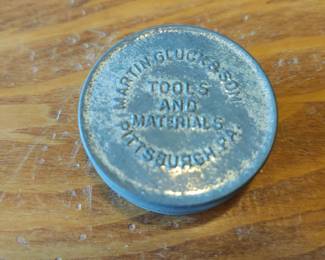 MARTIN GLUCK & SON
TOOLS
AND
MATERIALS
PITTSBURGH, PA.